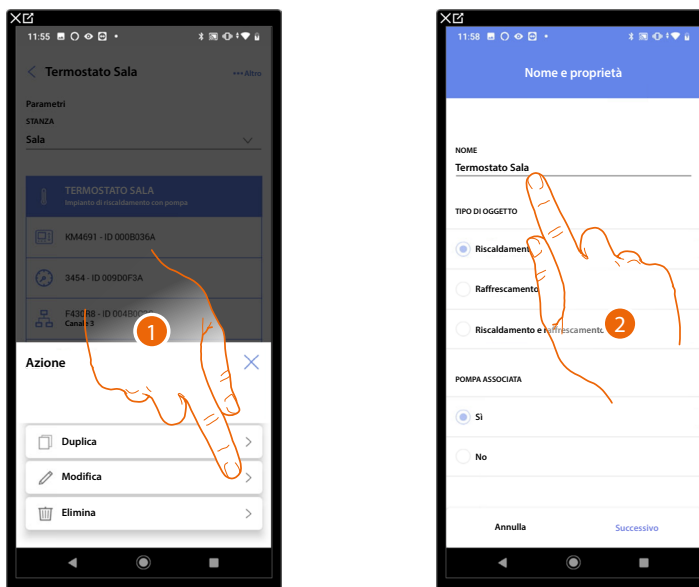 11:55
Termostato Sala
••• Altro
Parametri
STANZA
Sala
TERMOSTATO SALA
Impianto di riscaldamento con pompa
KM4691 - ID 000B036A
3454 - ID 009D0F3A
F430R8 - ID 004B00
Canale 3
1
Azione
Duplica
Modifica
Elimina
11:58
Nome e proprietà
NOME
Termostato Sala
TIPO DI OGGETTO
Riscaldamen
Raffrescamento
Riscaldamento e raffrescamento
2
POMPA ASSOCIATA
Sì
No
Annulla
Successivo